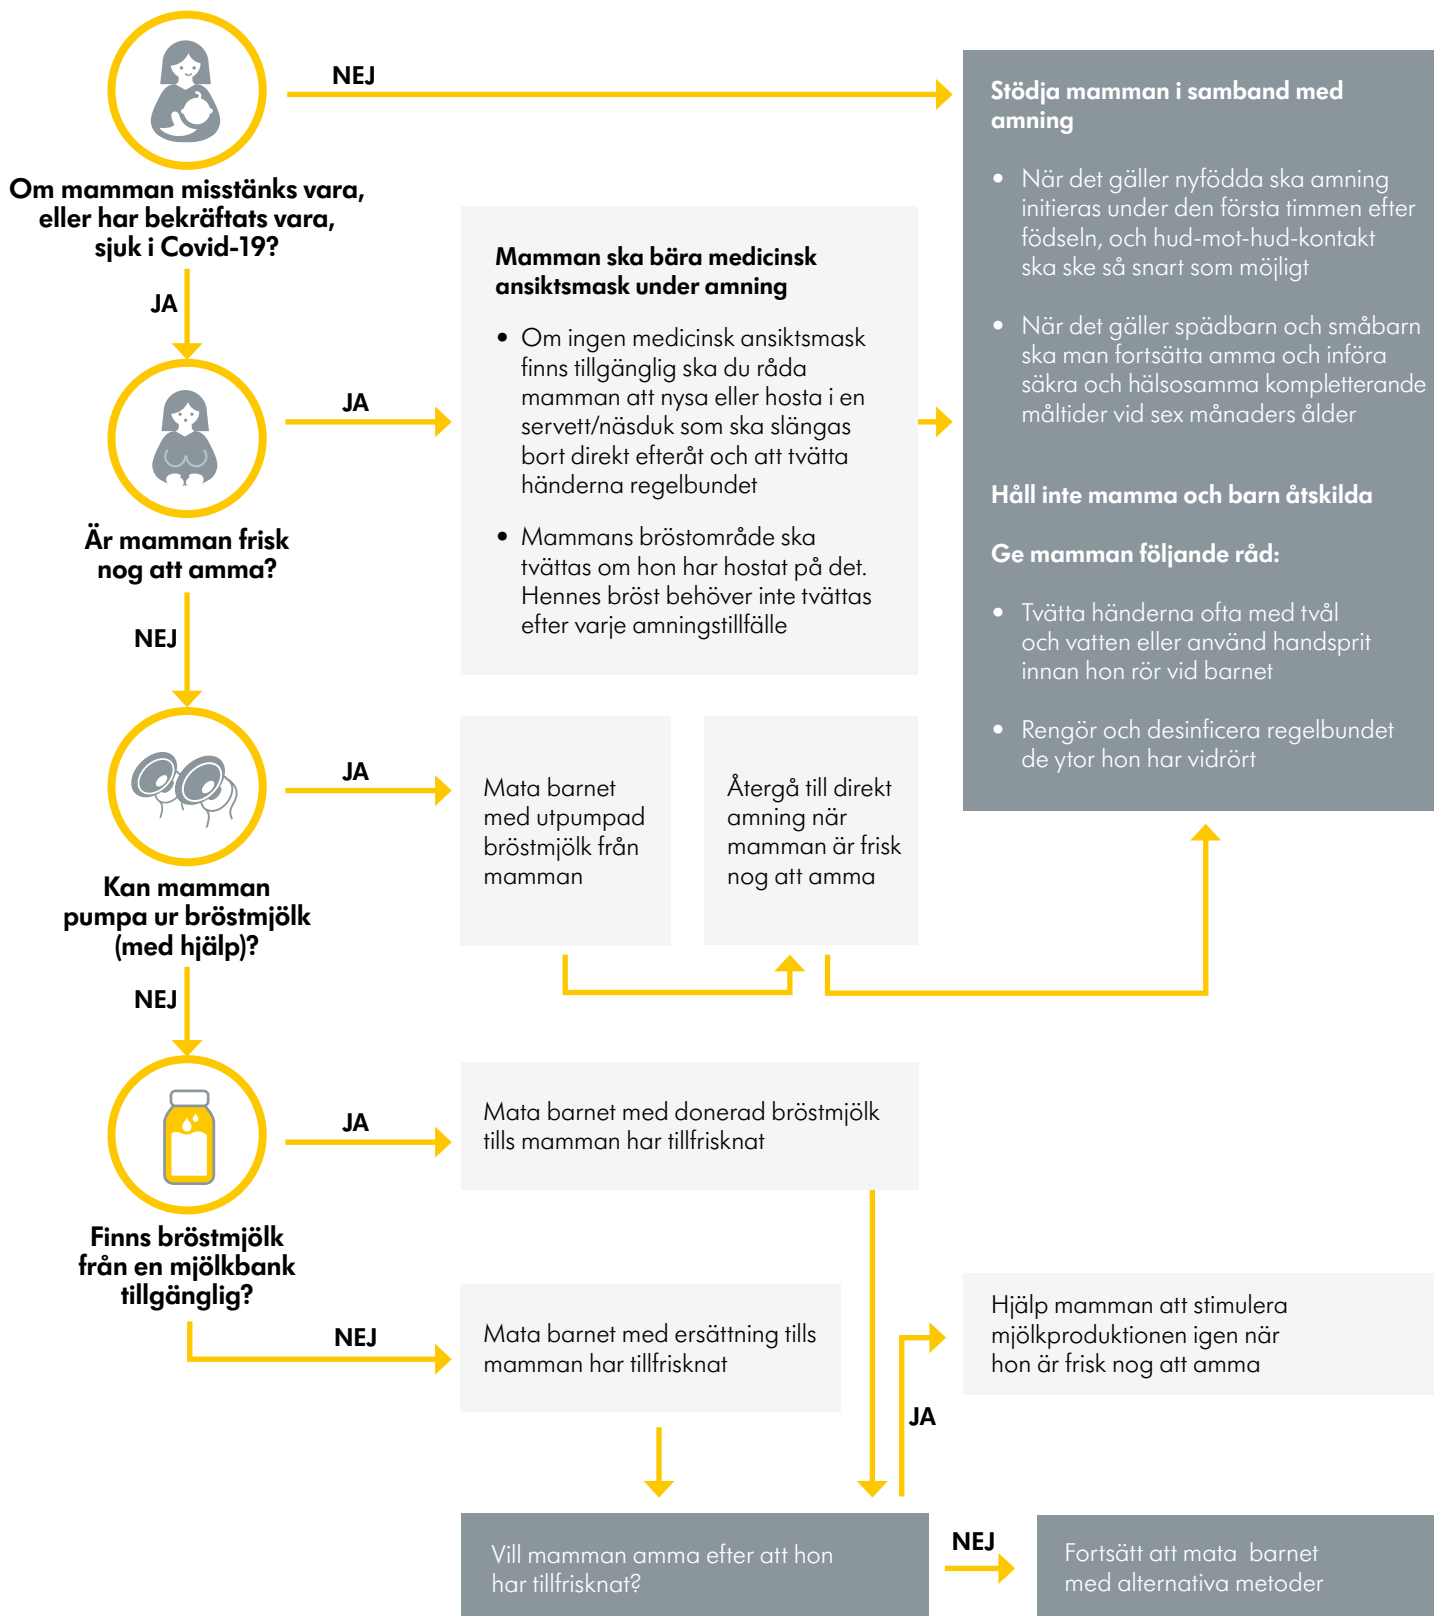 NEJ
Om mamman misstänks vara,
eller har bekräftats vara,
sjuk i Covid-19?
JA
Stödja mamman i samband med
amning
• När det gäller nyfödda ska amning
initieras under den första timmen efter
födseln, och hud-mot-hud-kontakt
ska ske så snart som möjligt
• När det gäller spädbarn och småbarn
ska man fortsätta amma och införa
säkra och hälsosamma kompletterande
måltider vid sex månaders ålder
Håll inte mamma och barn åtskilda
Ge mamman följande råd:
• Tvätta händerna ofta med tvål
och vatten eller använd handsprit
innan hon rör vid barnet
• Rengör och desinficera regelbundet
de ytor hon har vidrört
Är mamman frisk
nog att amma?
JA
Mamman ska bära medicinsk
ansiktsmask under amning
• Om ingen medicinsk ansiktsmask
finns tillgänglig ska du råda
mamman att nysa eller hosta i en
servett/näsduk som ska slängas
bort direkt efteråt och att tvätta
händerna regelbundet
• Mammans bröstområde ska
tvättas om hon har hostat på det.
Hennes bröst behöver inte tvättas
efter varje amningstillfälle
NEJ
Kan mamman
pumpa ur bröstmjölk
(med hjälp)?
JA
Mata barnet
med utpumpad
bröstmjölk från
mamman
Återgå till direkt
amning när
mamman är frisk
nog att amma
NEJ
Finns bröstmjölk
från en mjölkbank
tillgänglig?
JA
Mata barnet med donerad bröstmjölk
tills mamman har tillfrisknat
NEJ
Mata barnet med ersättning tills
mamman har tillfrisknat
Vill mamman amma efter att hon
har tillfrisknat?
JA
Hjälp mamman att stimulera
mjölkproduktionen igen när
hon är frisk nog att amma
NEJ
Fortsätt att mata barnet
med alternativa metoder